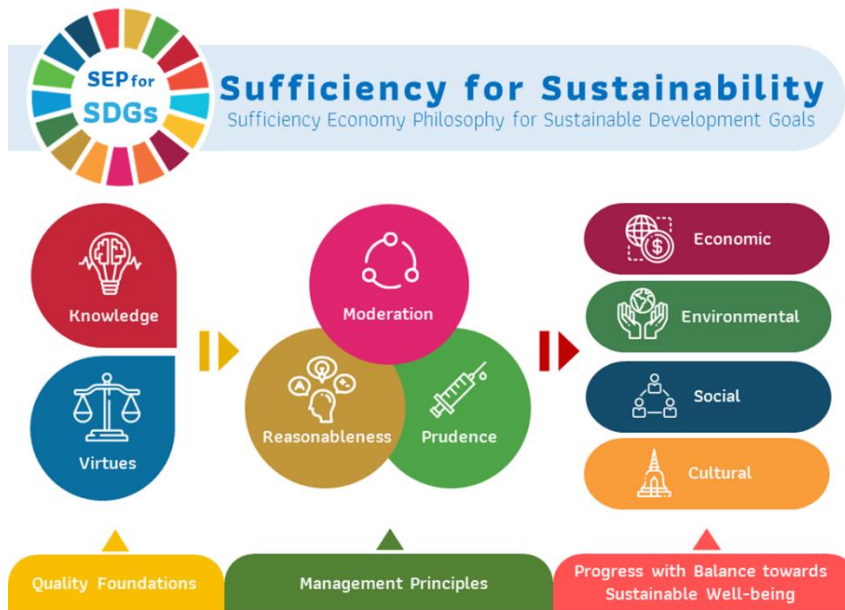 SEP for
SDGs
Sufficiency for Sustainability
Sufficiency Economy Philosophy for Sustainable Development Goals
Knowledge
Virtues
Moderation
Reasonableness
Prudence
A
A+
$
Economic
Environmental
Social
Cultural
Quality Foundations
Management Principles
Progress with Balance towards
Sustainable Well-being